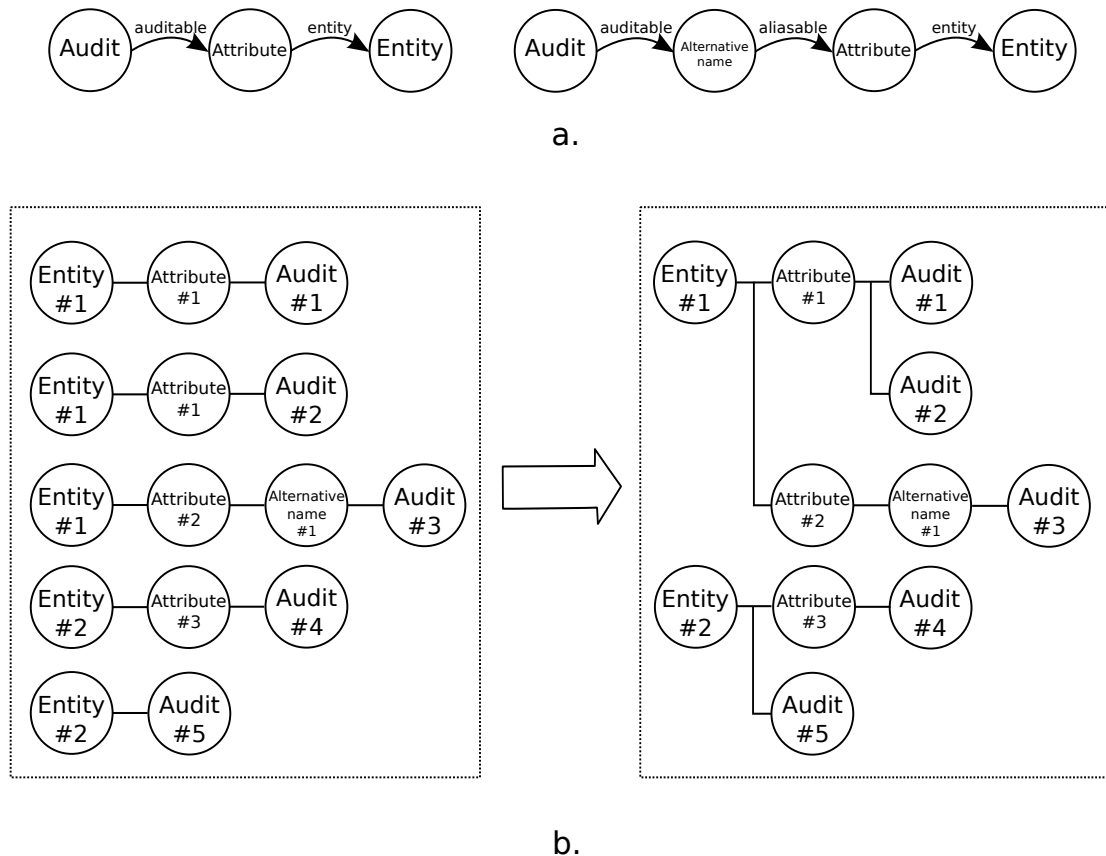 auditable entity auditable aliasable entity
Audit Attribute Entity Audit Alternative name Attribute Entity
a.
Entity #1 Attribute #1 Audit #1
Entity #1 Attribute #1 Audit #2
Entity #1 Attribute #2 Alternative name #1 Audit #3
Entity #2 Attribute #3 Audit #4
Entity #2 Audit #5
Entity #1 Attribute #1 Audit #1
Audit #2
Attribute #2 Alternative name #1 Audit #3
Entity #2 Attribute #3 Audit #4
Audit #5
b.